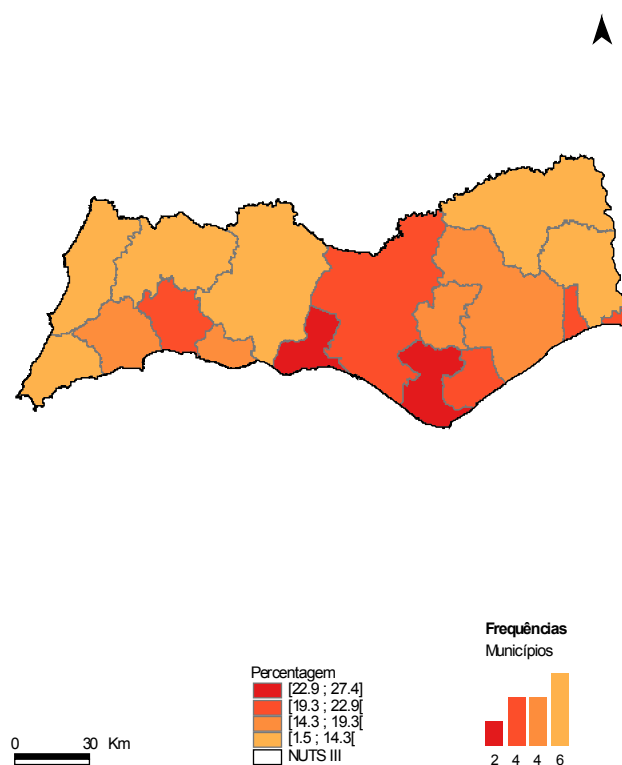 Frequências
Municípios
Percentagem
[22.9 ; 27.4]
[19.3 ; 22.9[
[14.3 ; 19.3[
[1.5 ; 14.3[
NUTS III
0 30 Km
2 4 4 6